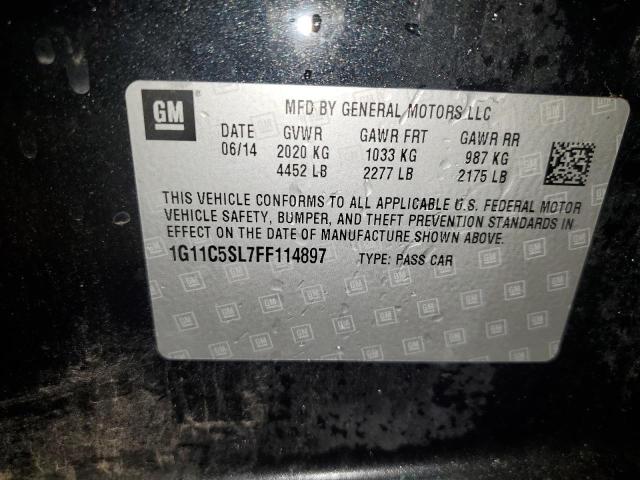 GM
MFD BY GENERAL MOTORS LLC
DATE GVWR GAWR FRT GAWR RR
06/14 2020 KG 1033 KG 987 KG
4452 LB 2277 LB 2175 LB
THIS VEHICLE CONFORMS TO ALL APPLICABLE U.S. FEDERAL MOTOR
VEHICLE SAFETY, BUMPER, AND THEFT PREVENTION STANDARDS IN
EFFECT ON THE DATE OF MANUFACTURE SHOWN ABOVE.
1G11C5SL7FF114897 TYPE: PASS CAR